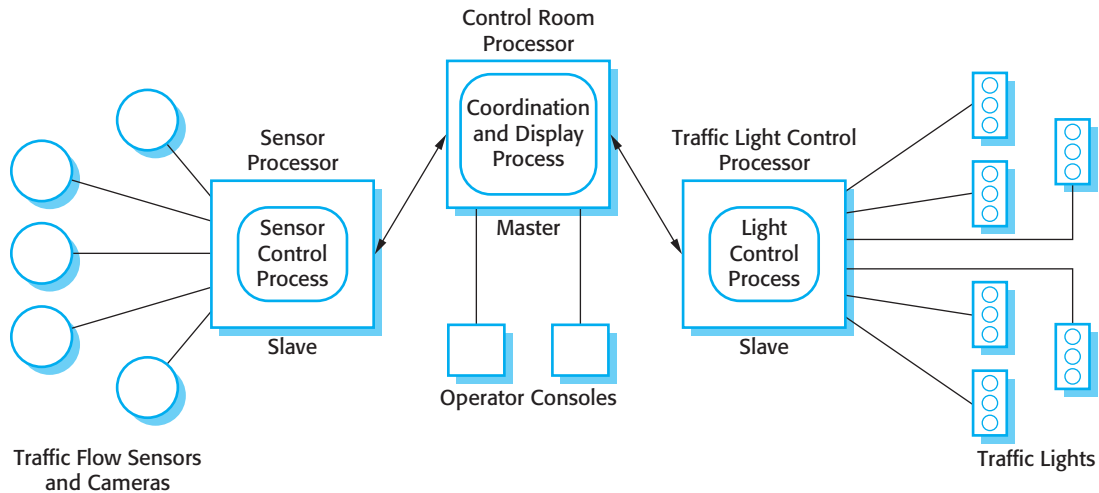 Control Room
Processor
Coordination
and Display
Process
Master
Sensor
Processor
Sensor
Control
Process
Slave
Traffic Light Control
Processor
Light
Control
Process
Slave
Operator Consoles
Traffic Flow Sensors
and Cameras
Traffic Lights